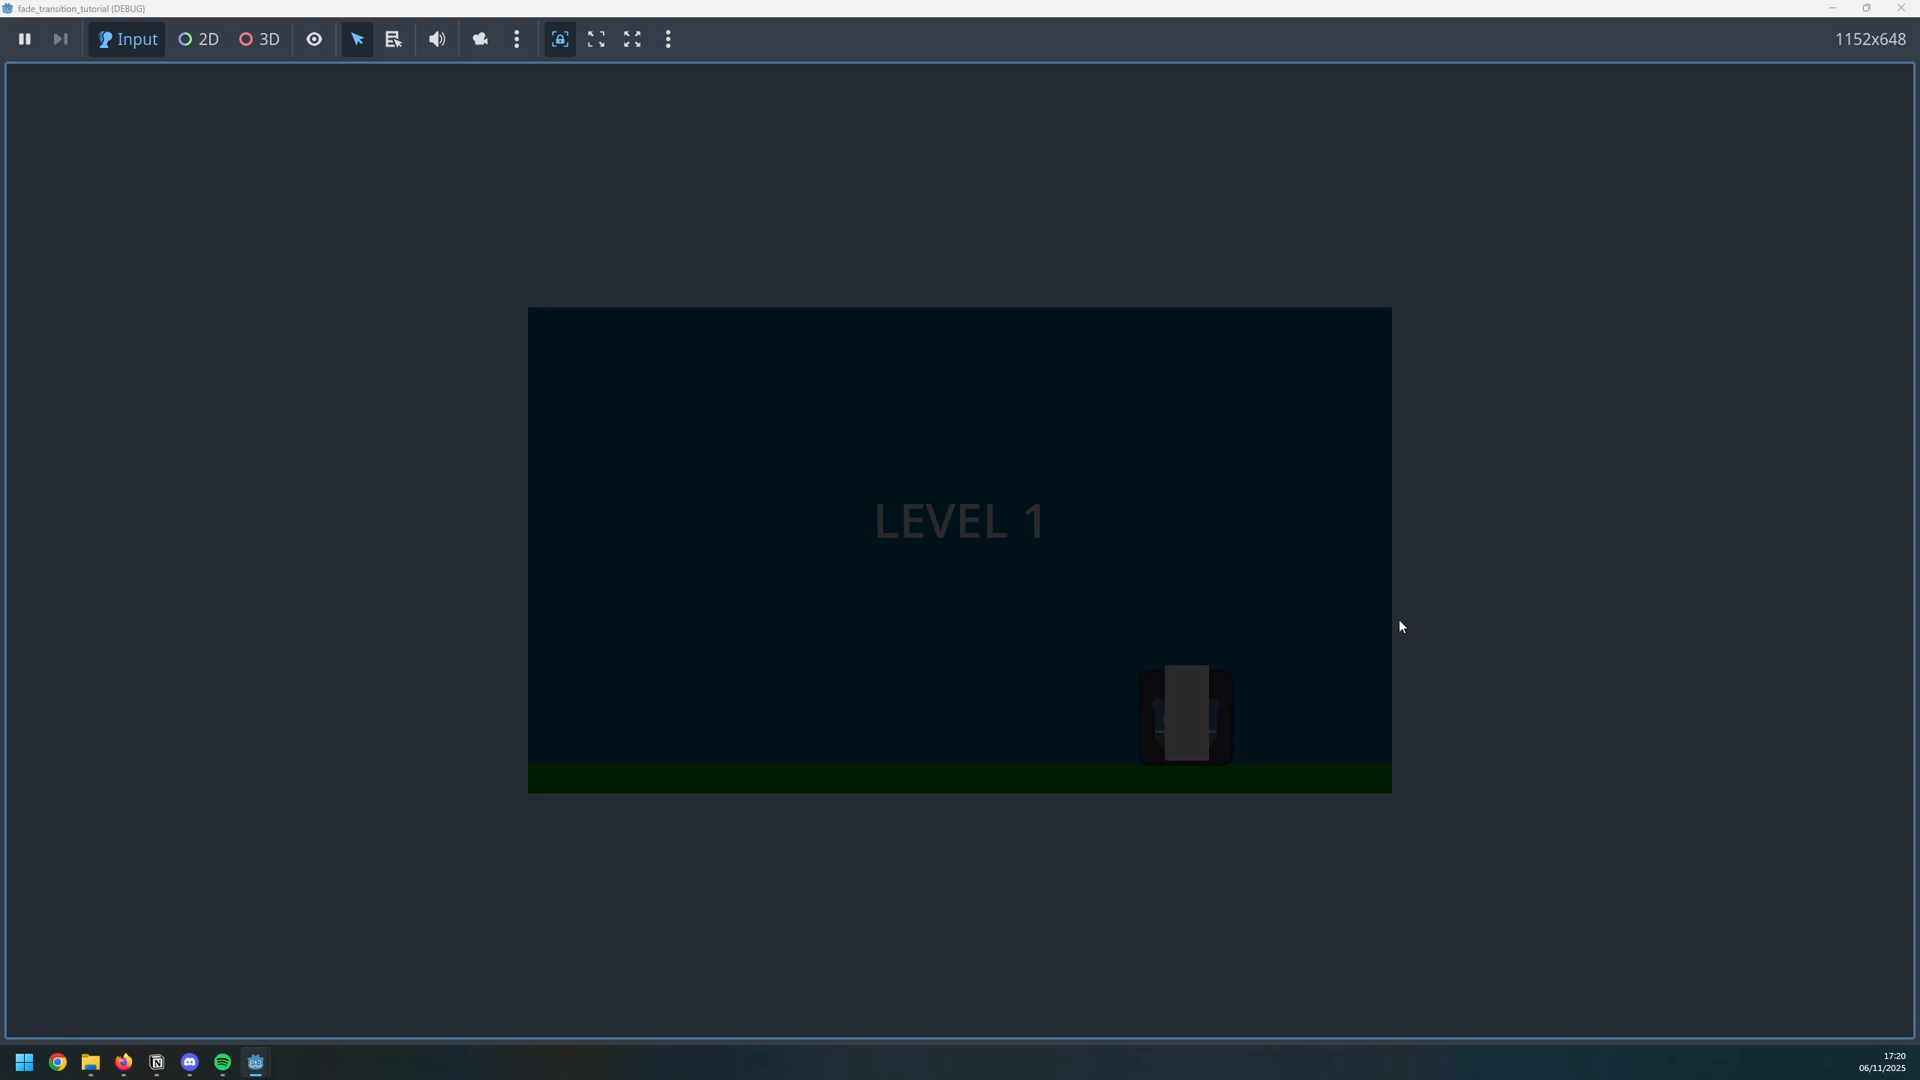 fade_transition_tutorial (DEBUG)
Input 2D 3D 1152x648
LEVEL 1
17:20
06/11/2025